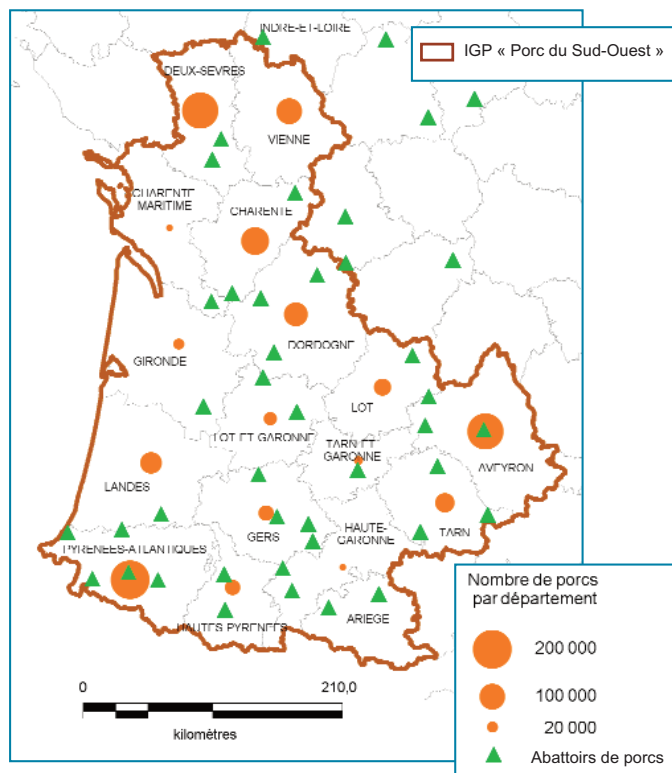 INDRE-ET-LOIRE
IGP « Porc du Sud-Ouest »
DEUX-SEVRES
VIENNE
CHARENTE
MARITIME
CHARENTE
DORDOGNE
GIRONDE
LOT
LOT ET GARONNE
TARN ET
GARONNE
AVEYRON
LANDES
GERS
HAUTE-
GARONNE
TARN
PYRENEES-ATLANTIQUES
HAUTES PYRENEES
ARIEGE
Nombre de porcs
par département
200 000
100 000
20 000
Abattoirs de porcs
0 210,0
kilomètres